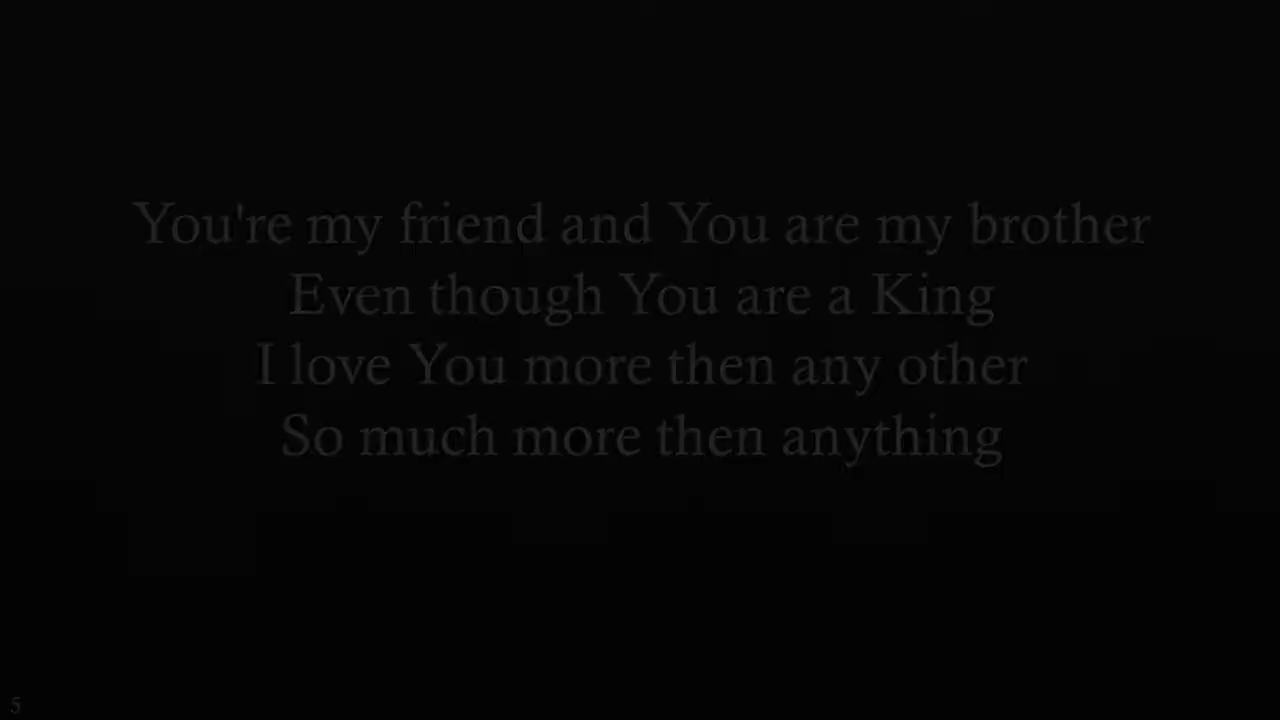 You're my friend and You are my brother
Even though You are a King
I love You more then any other
So much more then anything
5